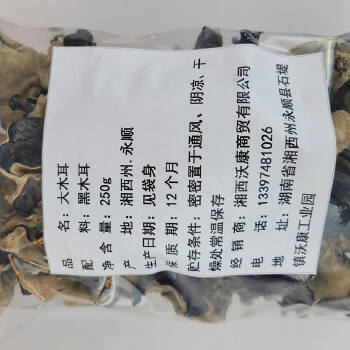 品 名：大木耳
配 料：黑木耳
净 含 量：250g
产 地：湘西州.永顺
生产日期：见袋身
保 质 期：12个月
贮存条件：密密置于通风、阴凉、干
燥处常温保存
经 销 商：湘西沃康商贸有限公司
电 话：13397481026
地 址：湖南省湘西州永顺县石堤
镇沃康工业园